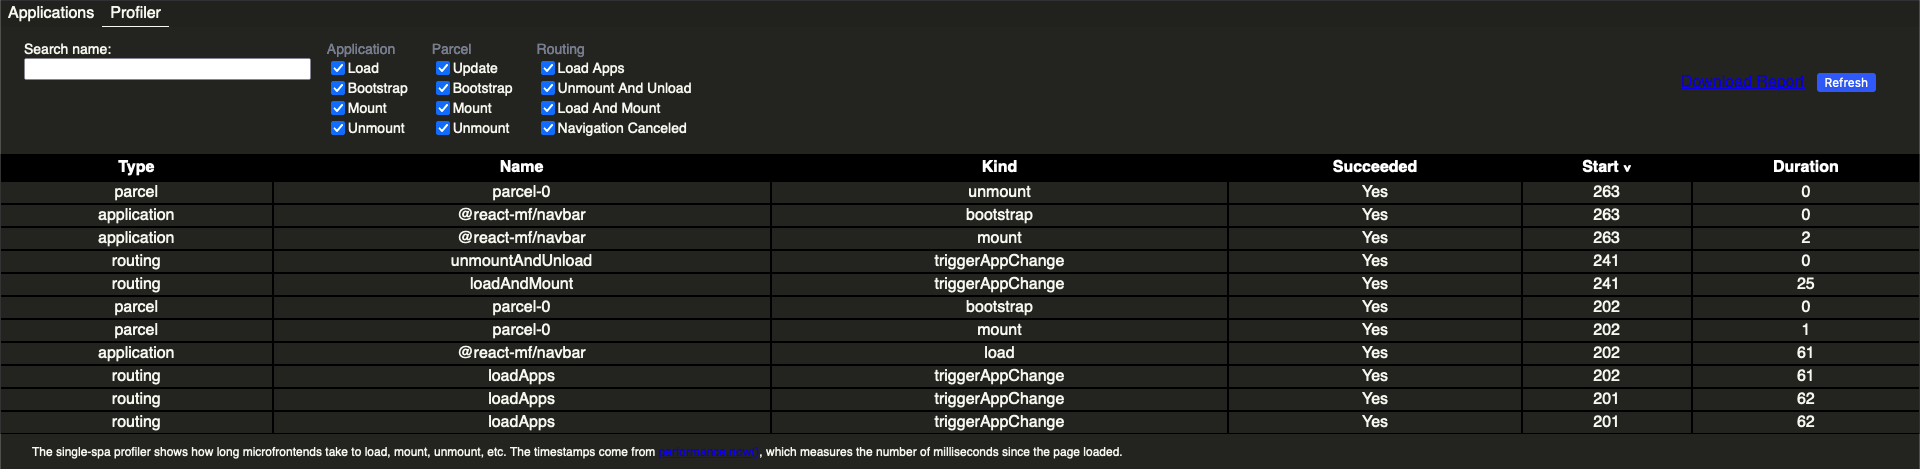 Applications Profiler
Search name:
Application
Load
Bootstrap
Mount
Unmount
Parcel
Update
Bootstrap
Mount
Unmount
Routing
Load Apps
Unmount And Unload
Load And Mount
Navigation Canceled
Download Report Refresh
Type Name Kind Succeeded Start v Duration
parcel parcel-0 unmount Yes 263 0
application @react-mf/navbar bootstrap Yes 263 0
application @react-mf/navbar mount Yes 263 2
routing unmountAndUnload triggerAppChange Yes 241 0
routing loadAndMount triggerAppChange Yes 241 25
parcel parcel-0 bootstrap Yes 202 0
parcel parcel-0 mount Yes 202 1
application @react-mf/navbar load Yes 202 61
routing loadApps triggerAppChange Yes 202 61
routing loadApps triggerAppChange Yes 201 62
routing loadApps triggerAppChange Yes 201 62
The single-spa profiler shows how long microfrontends take to load, mount, unmount, etc. The timestamps come from performance.now(), which measures the number of milliseconds since the page loaded.